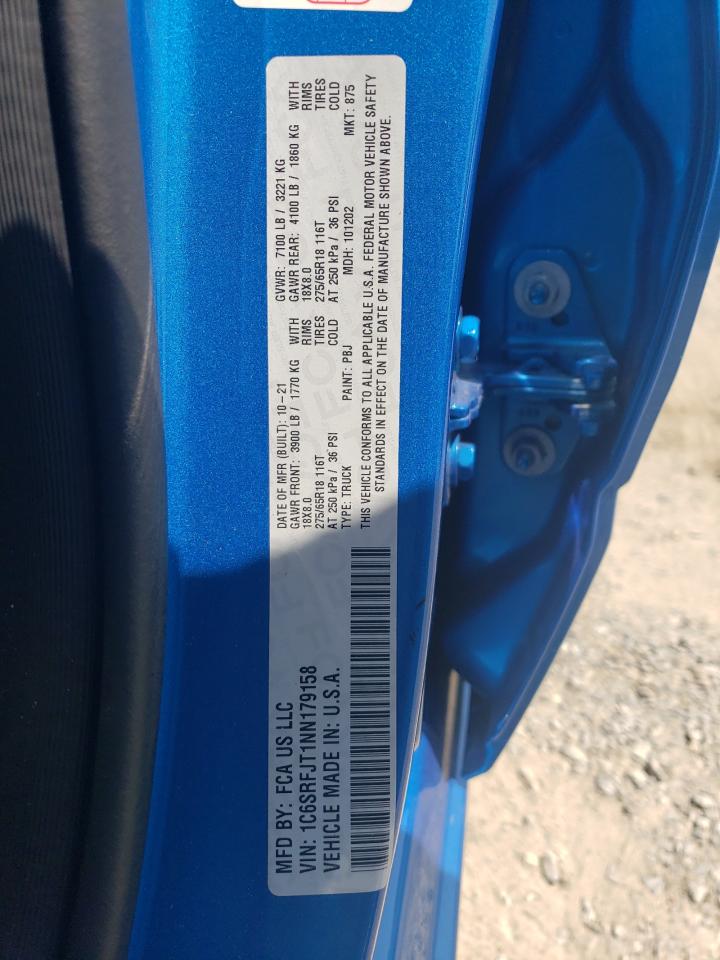 MFD BY: FCA US LLC
VIN: 1C6SRFJT1NN179158
VEHICLE MADE IN: U.S.A.
DATE OF MFR (BUILT): 10-21 GVWR: 7100 LB / 3221 KG
GAWR FRONT: 3900 LB / 1770 KG WITH GAWR REAR: 4100 LB / 1860 KG WITH
18X8.0 RIMS 18X8.0 RIMS
275/65R18 116T TIRES 275/65R18 116T TIRES
AT 250 kPa / 36 PSI COLD AT 250 kPa / 36 PSI COLD
TYPE: TRUCK PAINT: PBJ MDH: 101202 MKT: 875
THIS VEHICLE CONFORMS TO ALL APPLICABLE U.S.A. FEDERAL MOTOR VEHICLE SAFETY
STANDARDS IN EFFECT ON THE DATE OF MANUFACTURE SHOWN ABOVE.